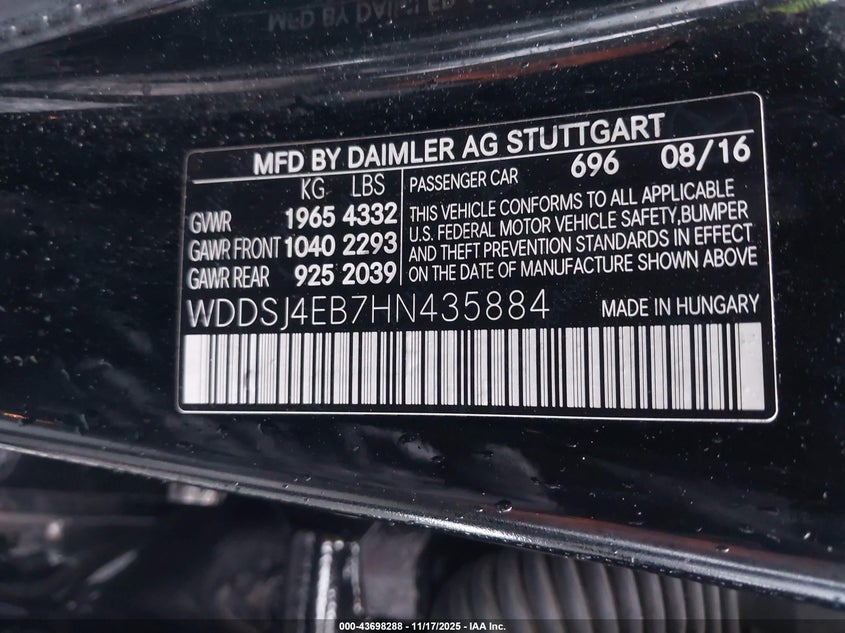 MFD BY DAIMLER AG STUTTGART
KG LBS
GVWR 1965 4332
GAWR FRONT 1040 2293
GAWR REAR 925 2039
PASSENGER CAR 696 08/16
THIS VEHICLE CONFORMS TO ALL APPLICABLE
U.S. FEDERAL MOTOR VEHICLE SAFETY,BUMPER
AND THEFT PREVENTION STANDARDS IN EFFECT
ON THE DATE OF MANUFACTURE SHOWN ABOVE
WDDSJ4EB7HN435884 MADE IN HUNGARY
000-43698288 - 11/17/2025 - IAA Inc.